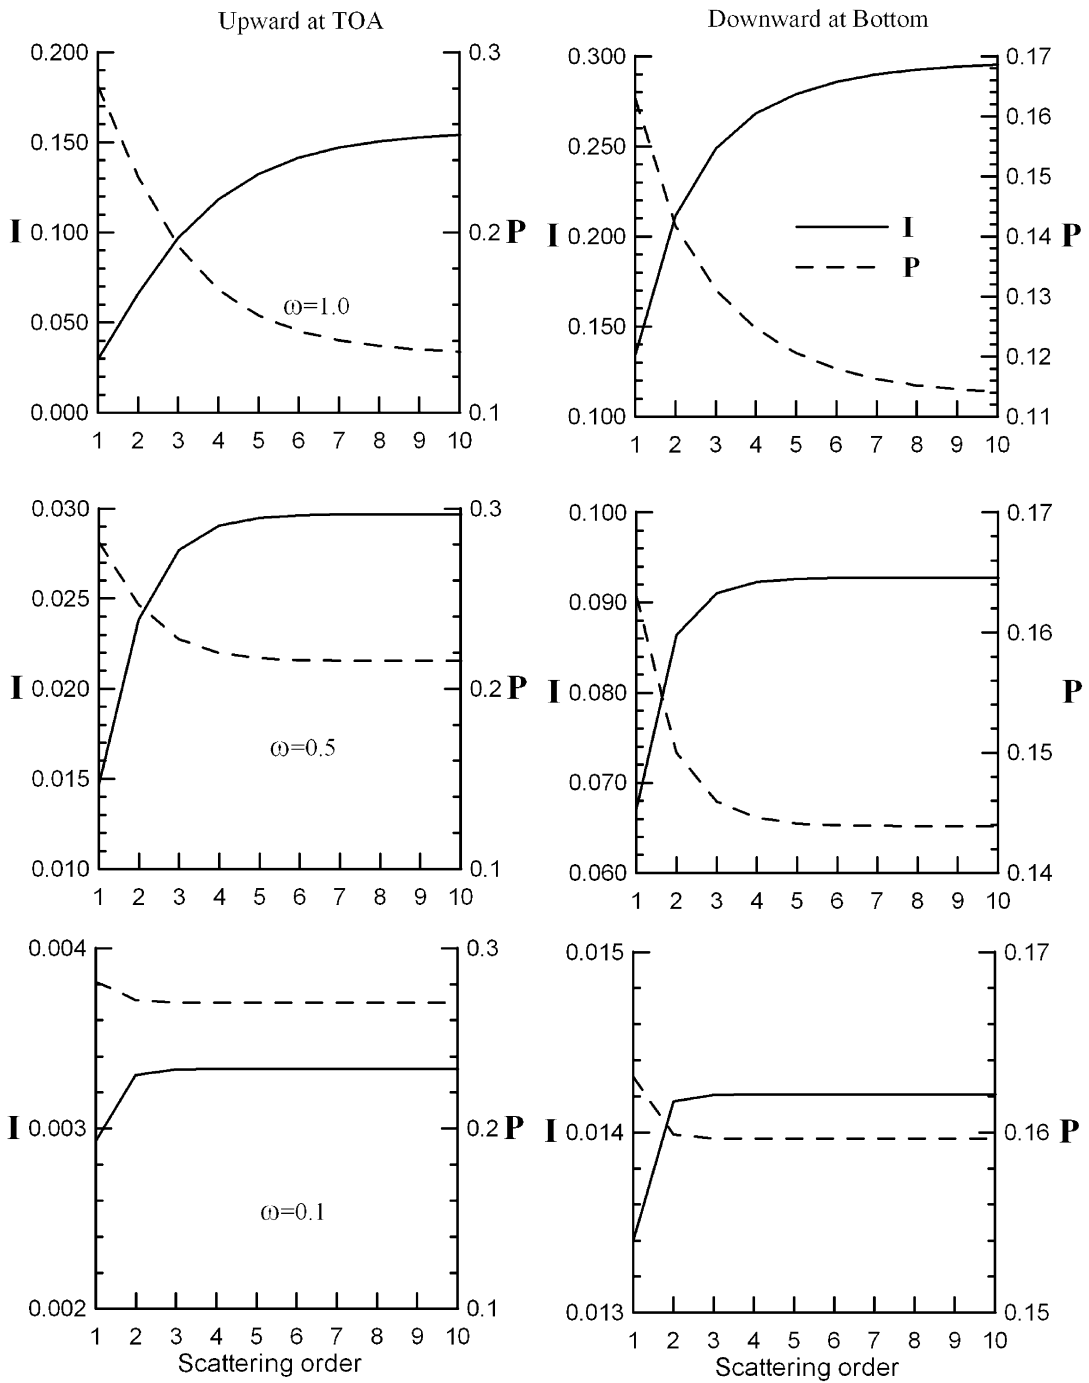 Upward at TOA
Downward at Bottom
0.200
0.150
0.100
0.050
0.000
I
0.3
0.2
0.1
P
ω=1.0
1 2 3 4 5 6 7 8 9 10
0.300
0.250
0.200
0.150
0.100
I
0.17
0.16
0.15
0.14
0.13
0.12
0.11
P
I
P
1 2 3 4 5 6 7 8 9 10
0.030
0.025
0.020
0.015
0.010
I
0.3
0.2
0.1
P
ω=0.5
1 2 3 4 5 6 7 8 9 10
0.100
0.090
0.080
0.070
0.060
I
0.17
0.16
0.15
0.14
P
1 2 3 4 5 6 7 8 9 10
0.004
0.003
0.002
I
0.3
0.2
0.1
P
ω=0.1
1 2 3 4 5 6 7 8 9 10
Scattering order
0.015
0.014
0.013
I
0.17
0.16
0.15
P
1 2 3 4 5 6 7 8 9 10
Scattering order